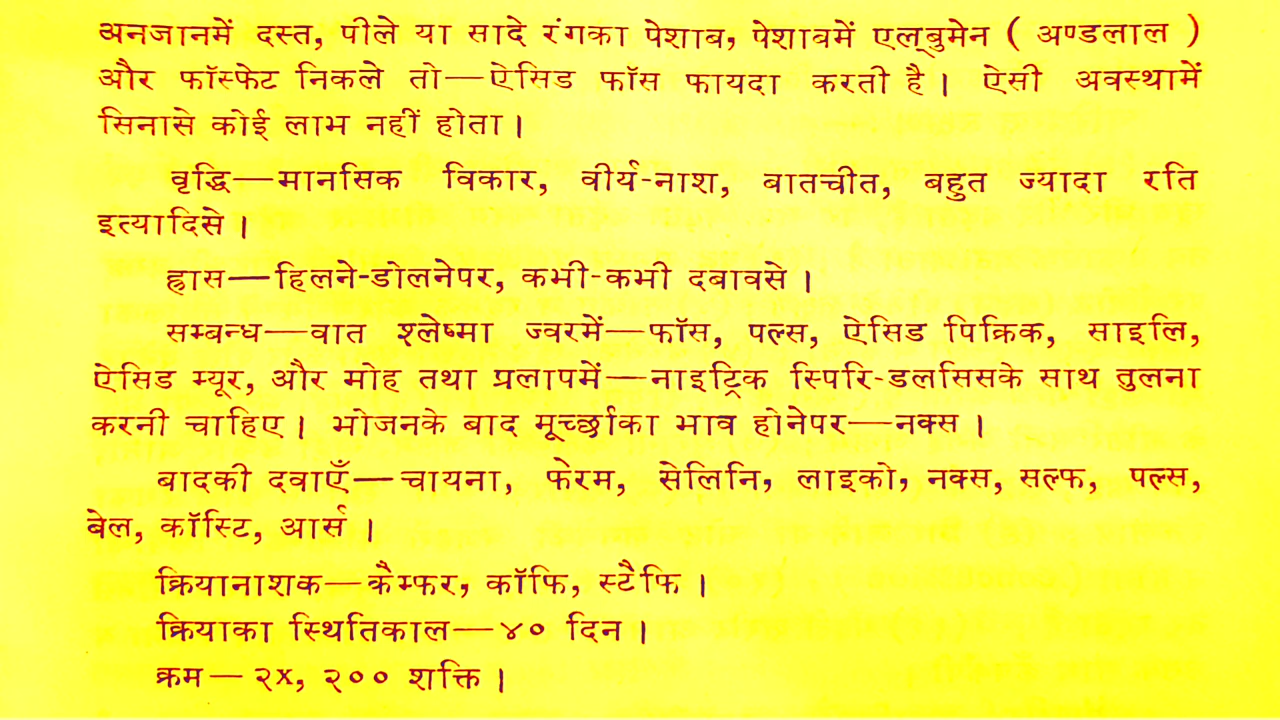 अनजानमें दस्त, पीले या सादे रंगका पेशाब, पेशाबमें एल्बुमेन ( अण्डलाल )
और फॉस्फेट निकले तो—ऐसिड फॉस फायदा करती है। ऐसी अवस्थामें
सिनासे कोई लाभ नहीं होता।
वृद्धि—मानसिक विकार, वीर्य-नाश, बातचीत, बहुत ज्यादा रति
इत्यादिसे।
ह्रास—हिलने-डोलनेपर, कभी-कभी दबावसे।
सम्बन्ध—वात श्लेष्मा ज्वरमें—फॉस, पल्स, ऐसिड पिक्रिक, साइलि,
ऐसिड म्यूर, और मोह तथा प्रलापमें—नाइट्रिक स्पिरि-डलसिसके साथ तुलना
करनी चाहिए। भोजनके बाद मूर्च्छाका भाव होनेपर—नक्स।
बादकी दवाएँ—चायना, फेरम, सेलिनि, लाइको, नक्स, सल्फ, पल्स,
बेल, कॉस्टि, आर्स।
क्रियानाशक—कैम्फर, कॉफि, स्टैफि।
क्रियाका स्थितिकाल—४० दिन।
क्रम—२x, २०० शक्ति।